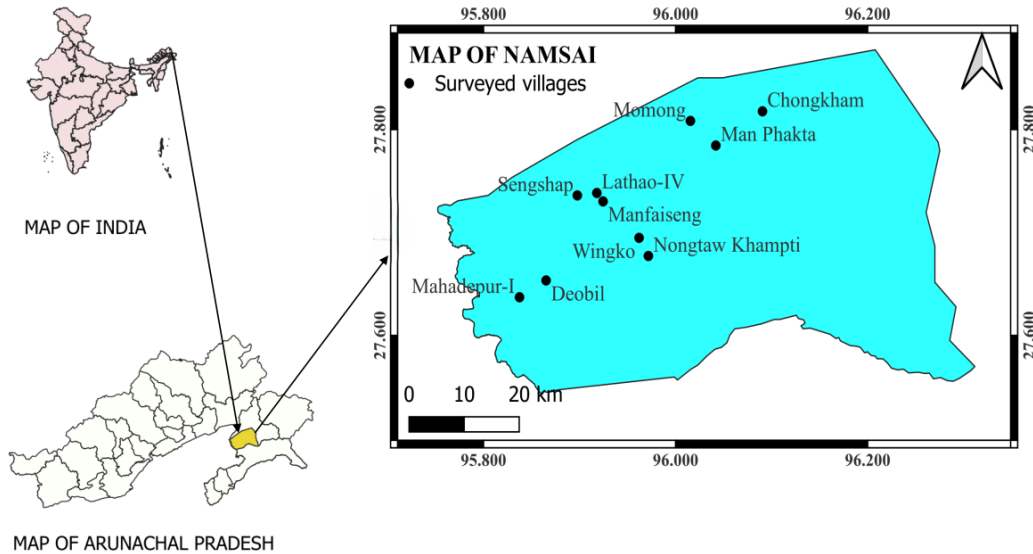 95.800 96.000 96.200
MAP OF NAMSAI
Surveyed villages
Chongkham
Momong
Man Phakta
27.800
27.800
Sengshap
Lathao-IV
Manfaiseng
Wingko
Nongtaw Khampti
Mahadepur-I
Deobil
27.600
27.600
0 10 20 km
95.800 96.000 96.200
MAP OF INDIA
MAP OF ARUNACHAL PRADESH